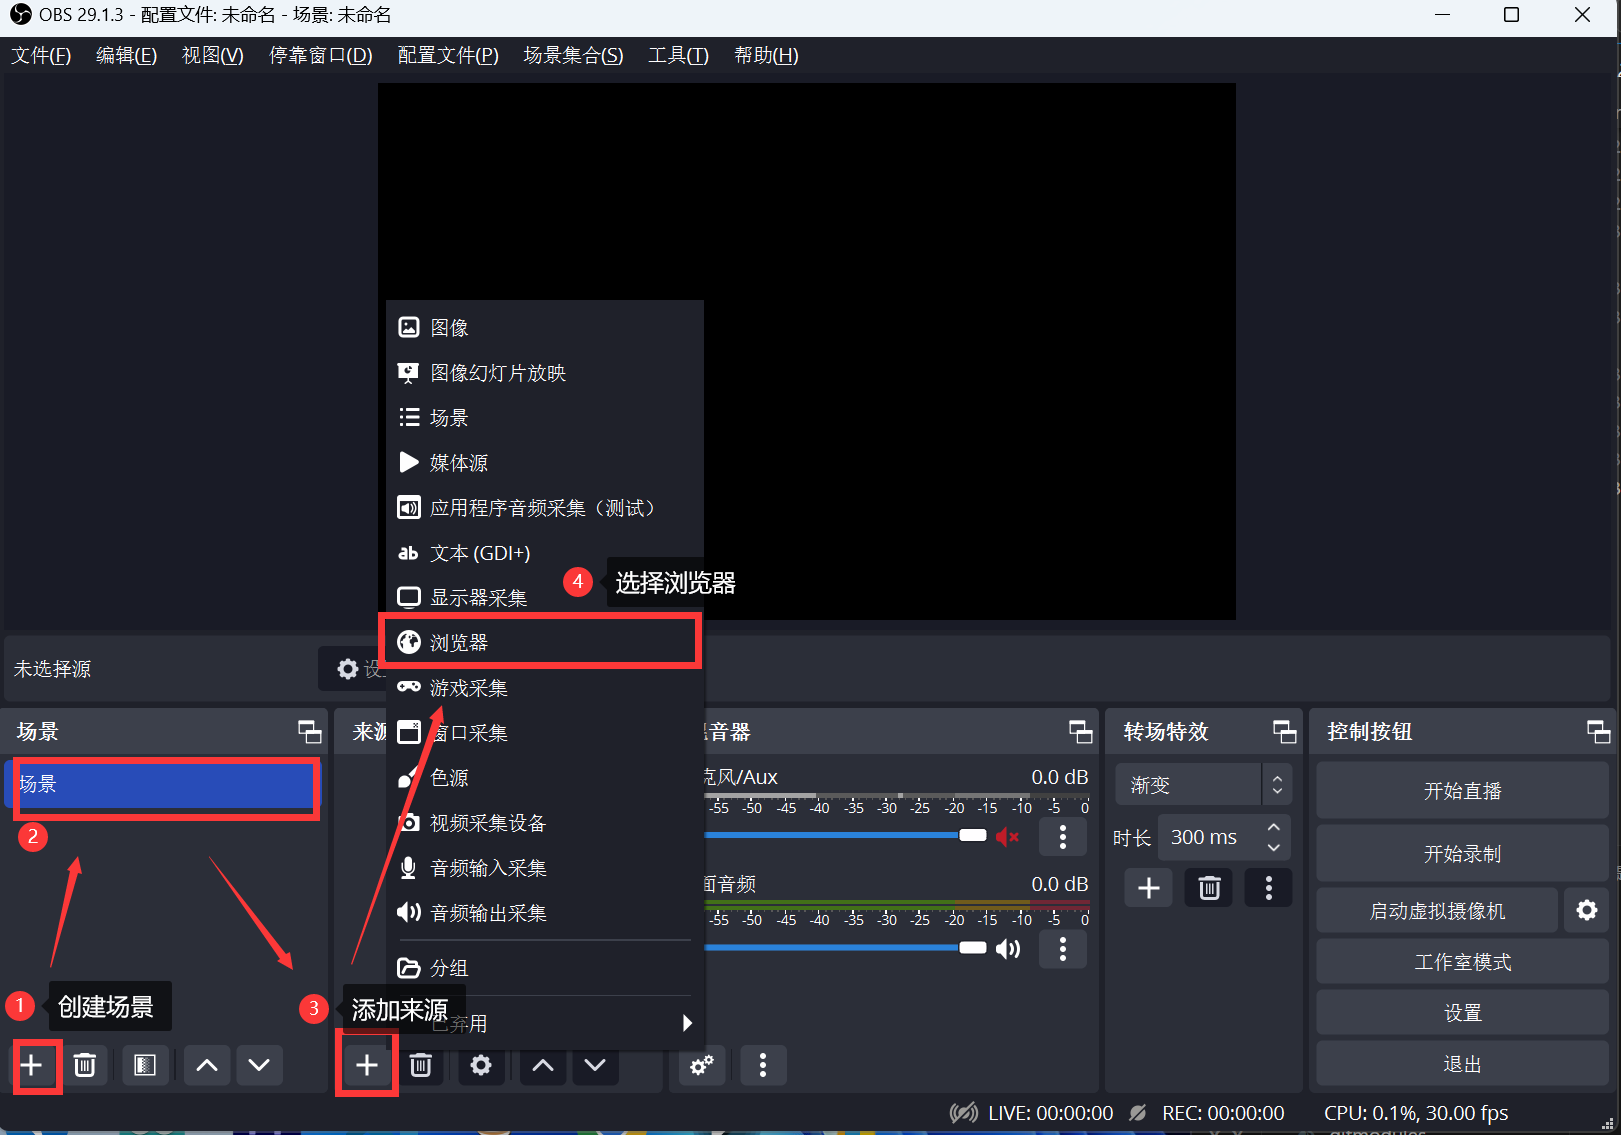 OBS 29.1.3 - 配置文件: 未命名 - 场景: 未命名
文件(F) 编辑(E) 视图(V) 停靠窗口(D) 配置文件(P) 场景集合(S) 工具(T) 帮助(H)
图像
图像幻灯片放映
场景
媒体源
应用程序音频采集（测试）
ab 文本 (GDI+)
4 选择浏览器
显示器采集
浏览器
未选择源
游戏采集
窗口采集
色源
视频采集设备
音频输入采集
音频输出采集
分组
弃用
场景
场景
2
1 创建场景
来源
3 添加来源
音器
风/Aux 0.0 dB
-55 -50 -45 -40 -35 -30 -25 -20 -15 -10 -5 0
面音频 0.0 dB
-55 -50 -45 -40 -35 -30 -25 -20 -15 -10 -5 0
转场特效
渐变
时长 300 ms
控制按钮
开始直播
开始录制
启动虚拟摄像机
工作室模式
设置
退出
LIVE: 00:00:00 REC: 00:00:00 CPU: 0.1%, 30.00 fps